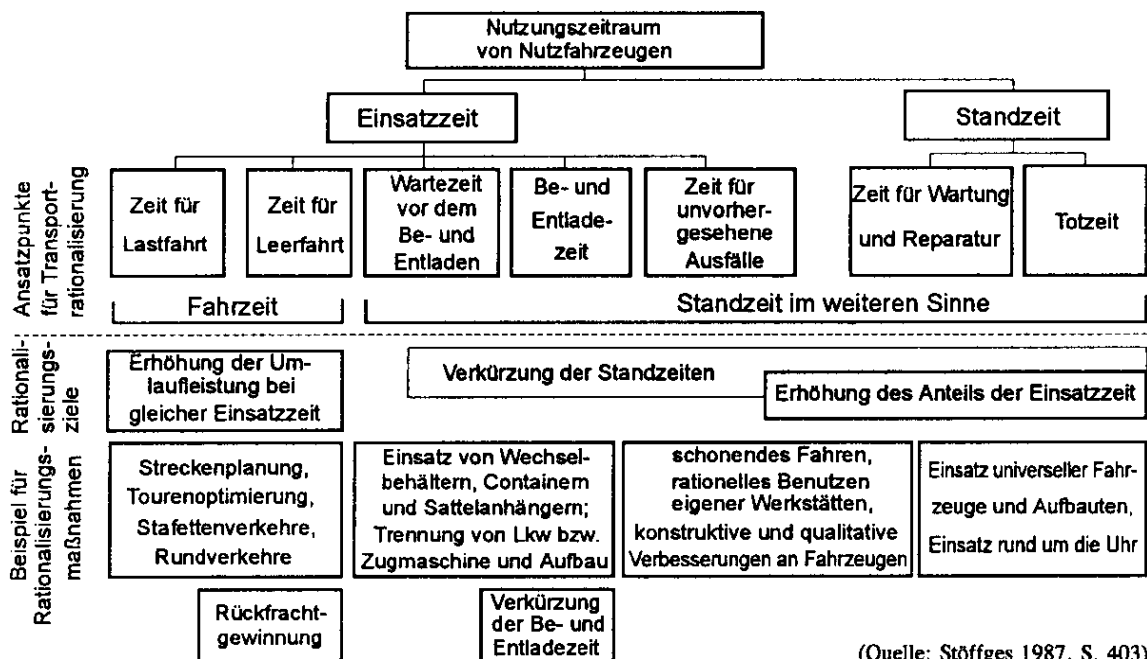 Nutzungszeitraum
von Nutzfahrzeugen
Einsatzzeit
Standzeit
Ansatzpunkte
für Transport-
rationalisierung
Zeit für
Lastfahrt
Zeit für
Leerfahrt
Wartezeit
vor dem
Be- und
Entladen
Be- und
Entlade-
zeit
Zeit für
unvorher-
gesehene
Ausfälle
Zeit für Wartung
und Reparatur
Totzeit
Fahrzeit
Standzeit im weiteren Sinne
Rationali-
sierungs-
ziele
Erhöhung der Um-
laufleistung bei
gleicher Einsatzzeit
Verkürzung der Standzeiten
Erhöhung des Anteils der Einsatzzeit
Beispiel für
Rationalisierungs-
maßnahmen
Streckenplanung,
Tourenoptimierung,
Stafettenverkehre,
Rundverkehre
Einsatz von Wechsel-
behältern, Containern
und Sattelanhängern;
Trennung von Lkw bzw.
Zugmaschine und Aufbau
schonendes Fahren,
rationelles Benutzen
eigener Werkstätten,
konstruktive und qualitative
Verbesserungen an Fahrzeugen
Einsatz universeller Fahr-
zeuge und Aufbauten,
Einsatz rund um die Uhr
Rückfracht-
gewinnung
Verkürzung
der Be- und
Entladezeit
(Quelle: Stöffges 1987, S. 403)